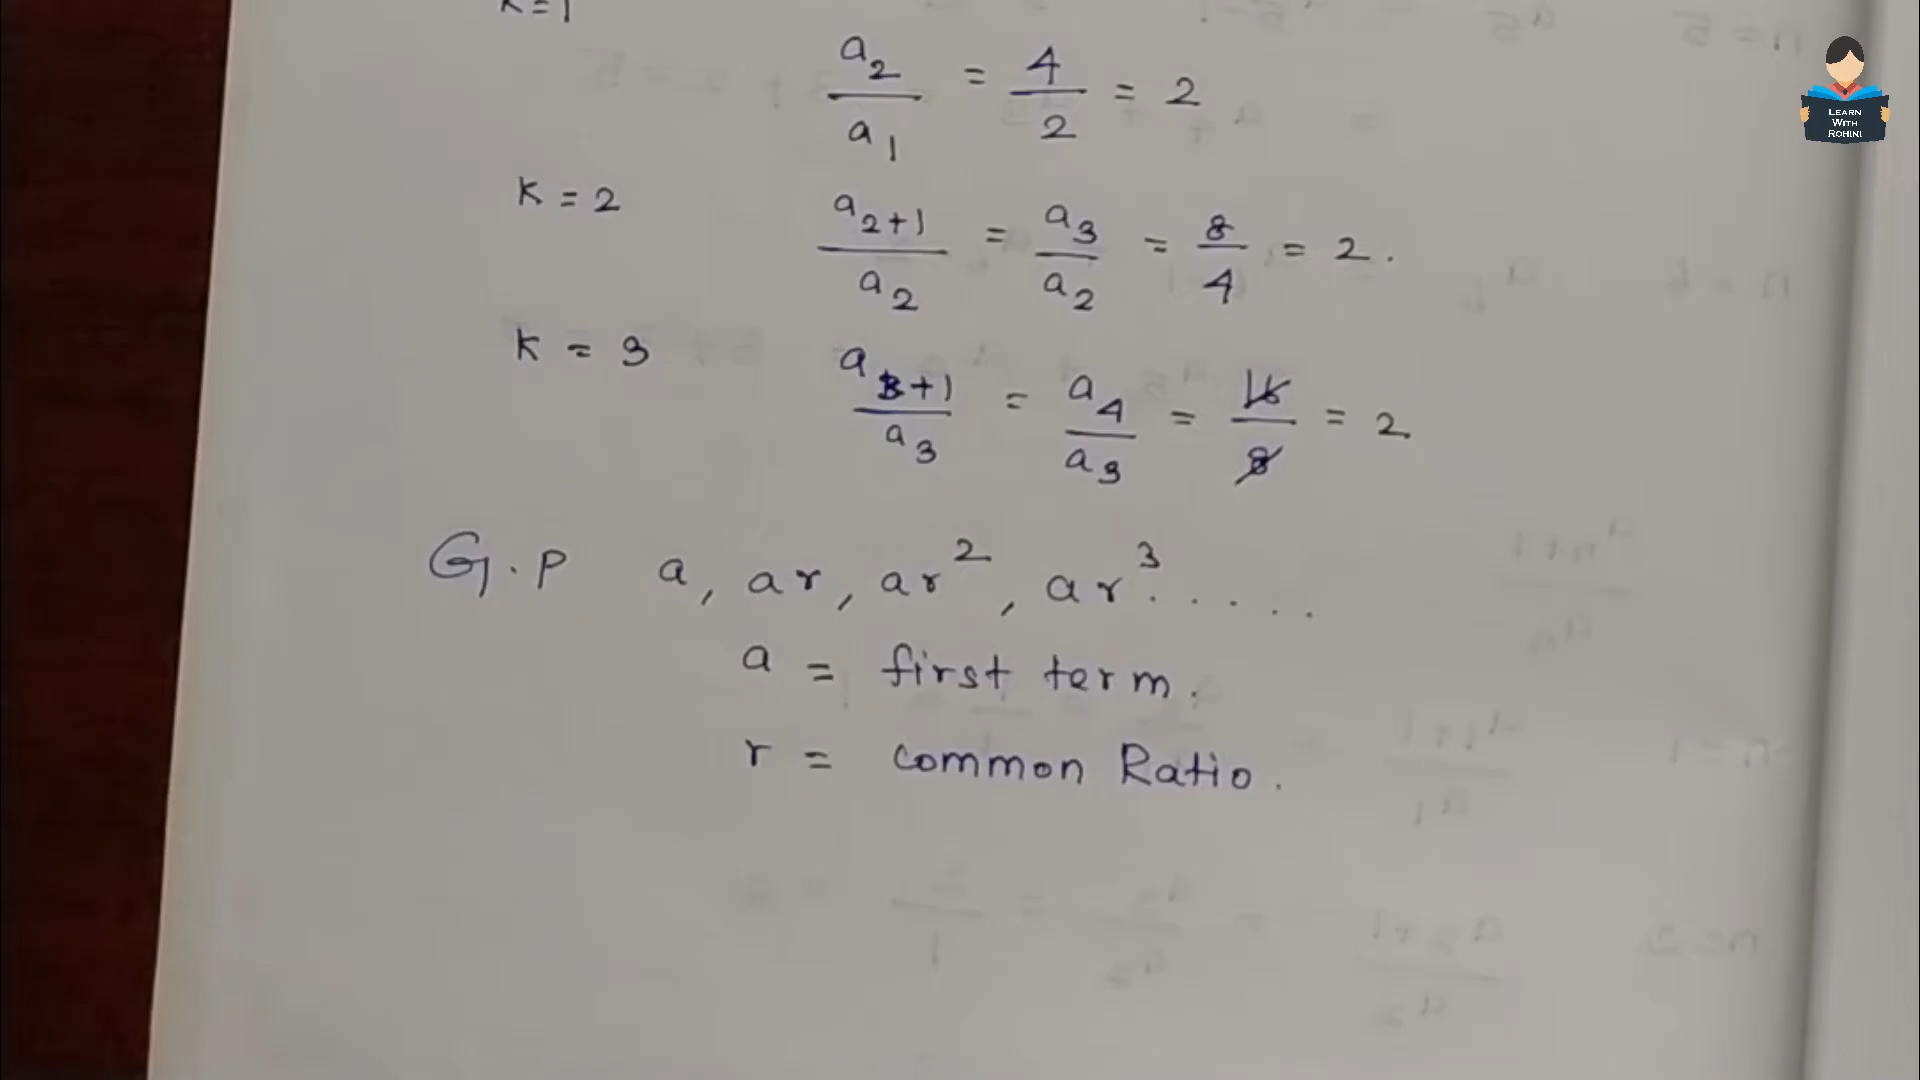 k=1
a₂/a₁ = 4/2 = 2
LEARN
WITH
ROHINI
k = 2 a₂₊₁/a₂ = a₃/a₂ = 8/4 = 2.
k = 3 a₃₊₁/a₃ = a₄/a₃ = 16/8 = 2
G.P a, ar, ar², ar³.....
a = first term.
r = common Ratio.